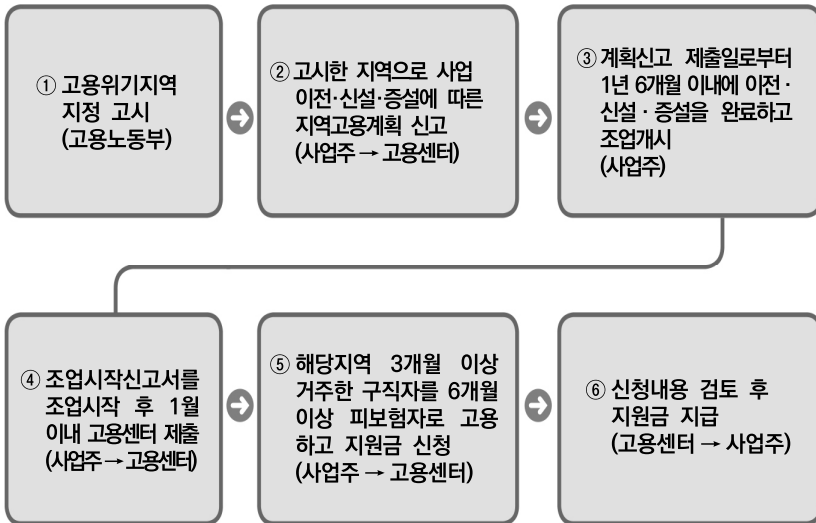 ① 고용위기지역
지정 고시
(고용노동부)
② 고시한 지역으로 사업
이전·신설·증설에 따른
지역고용계획 신고
(사업주 → 고용센터)
③ 계획신고 제출일로부터
1년 6개월 이내에 이전·
신설·증설을 완료하고
조업개시
(사업주)
④ 조업시작신고서를
조업시작 후 1월
이내 고용센터 제출
(사업주 → 고용센터)
⑤ 해당지역 3개월 이상
거주한 구직자를 6개월
이상 피보험자로 고용
하고 지원금 신청
(사업주 → 고용센터)
⑥ 신청내용 검토 후
지원금 지급
(고용센터 → 사업주)